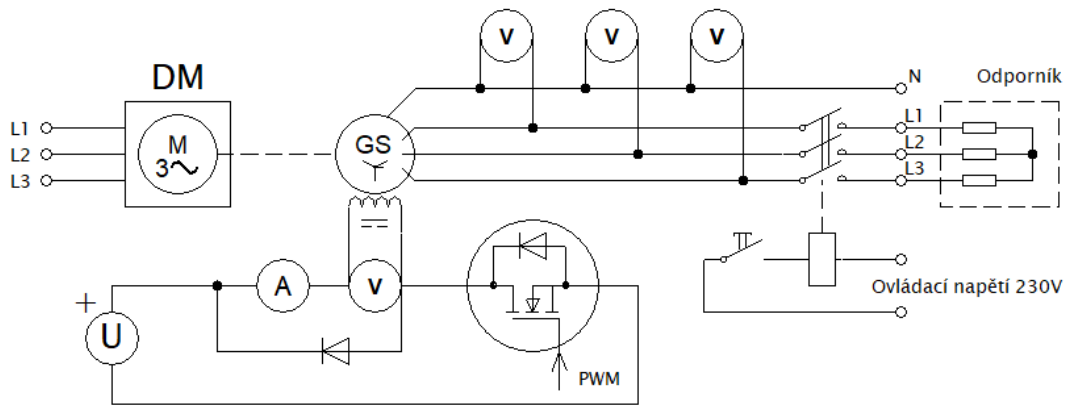 V V V
DM
N
Odporník
L1
L2
L3
M
3
GS
L1
L2
L3
A
V
+
U
PWM
Ovládací napětí 230V